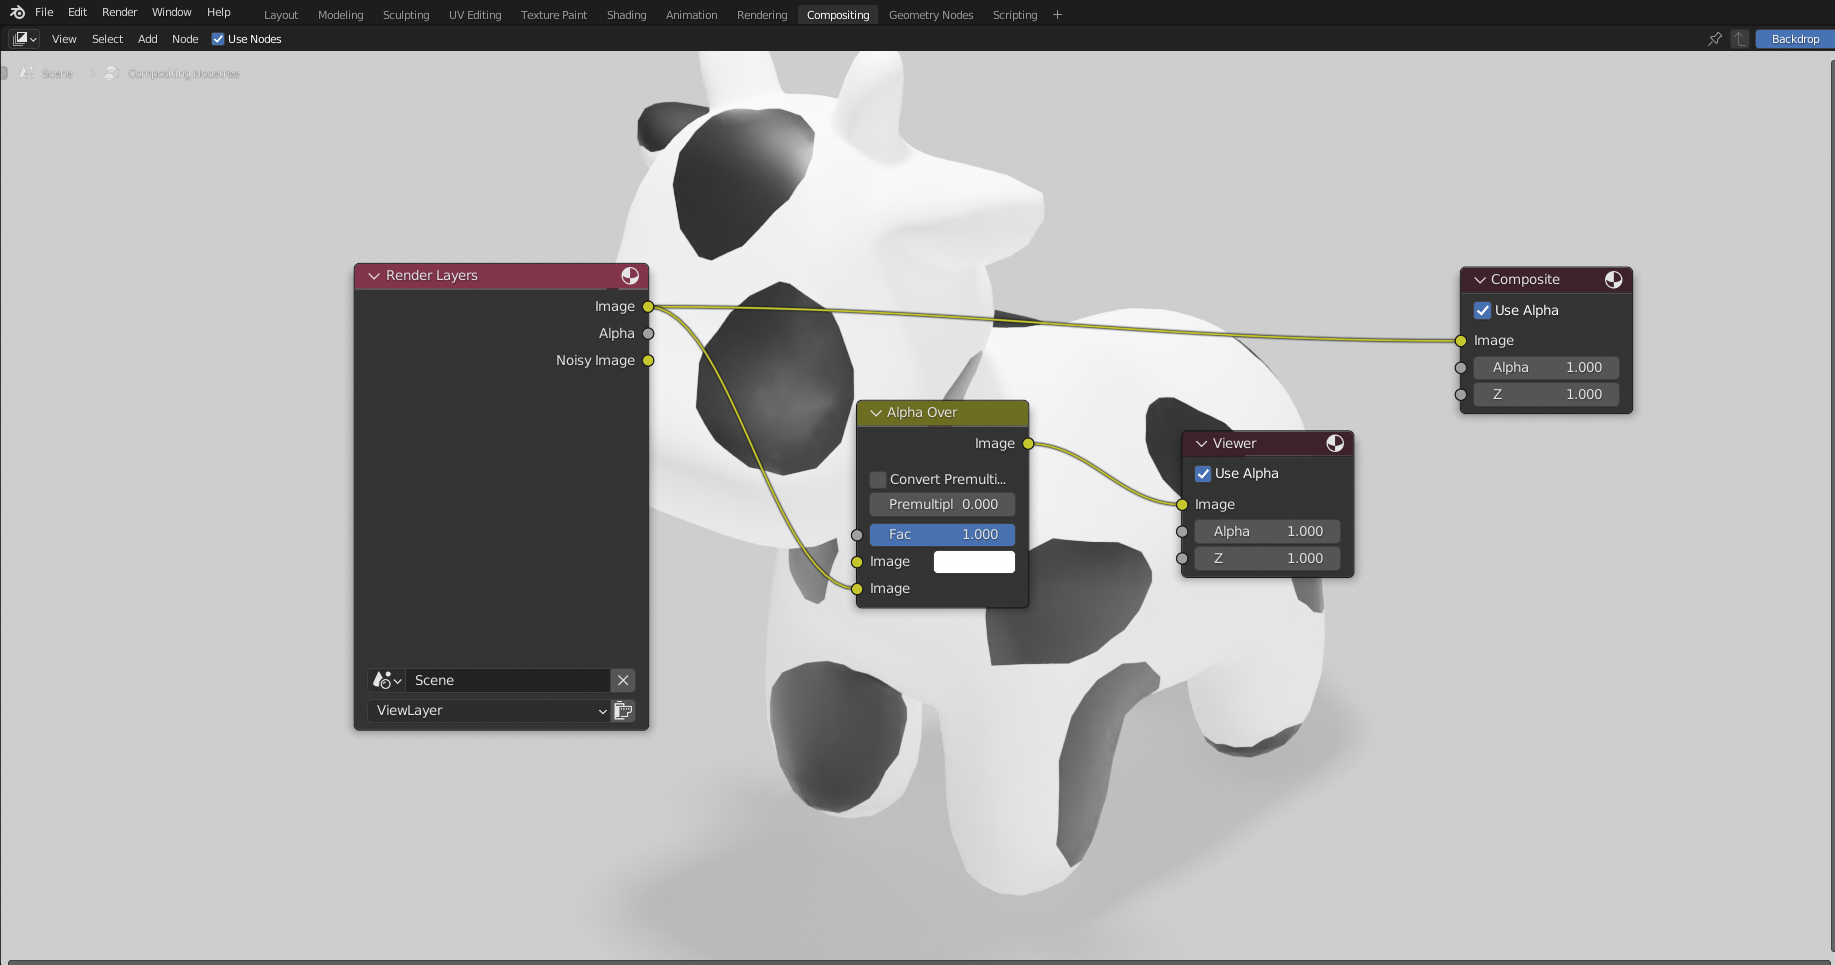 File Edit Render Window Help Layout Modeling Sculpting UV Editing Texture Paint Shading Animation Rendering Compositing Geometry Nodes Scripting +
View Select Add Node Use Nodes Backdrop
Scene > Compositing Nodetree
Render Layers
Image
Alpha
Noisy Image
Scene
ViewLayer
Alpha Over
Image
Convert Premulti...
Premultipl 0.000
Fac 1.000
Image
Image
Viewer
Use Alpha
Image
Alpha 1.000
Z 1.000
Composite
Use Alpha
Image
Alpha 1.000
Z 1.000